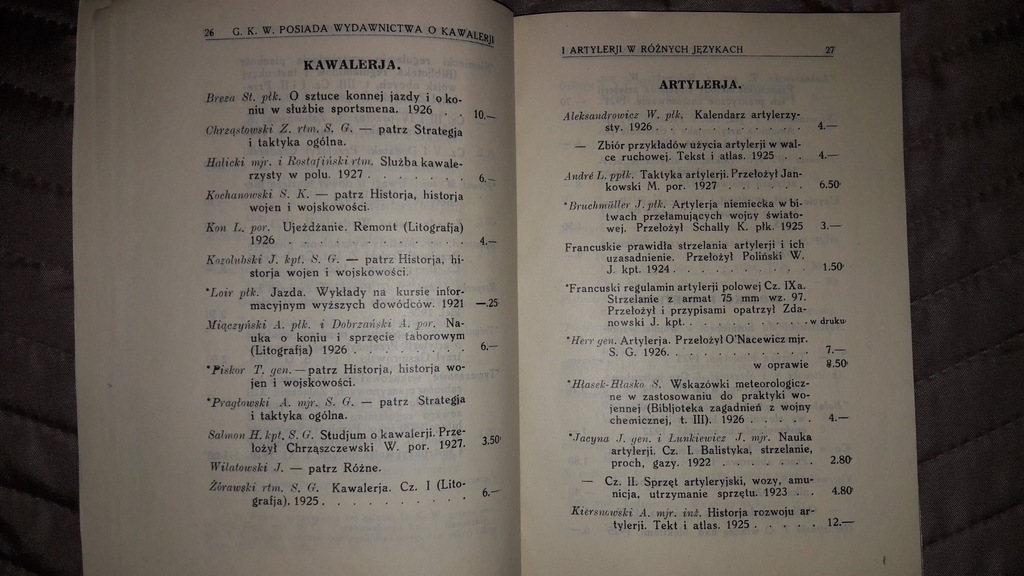 26 G. K. W. POSIADA WYDAWNICTWA O KAWALERJI
KAWALERJA.
Breza St. płk. O sztuce konnej jazdy i o ko-
niu w służbie sportsmena. 1926 . . 10.—
Chrząstowski Z. rtm. S. G. — patrz Strategja
i taktyka ogólna.
Halicki mjr. i Rostafiński rtm. Służba kawale-
rzysty w polu. 1927 . . . . . . . 6.—
Kochanowski S. K. — patrz Historja, historja
wojen i wojskowości.
Kon L. por. Ujeżdżanie. Remont (Litografja)
1926 . . . . . . . . . . . . . . 4.—
Kozolubski J. kpt. S. G. — patrz Historja, hi-
storja wojen i wojskowości.
*Loir płk. Jazda. Wykłady na kursie infor-
macyjnym wyższych dowódców. 1921 —.25
Miączyński A. płk. i Dobrzański A. por. Na-
uka o koniu i sprzęcie taborowym
(Litografja) 1926 . . . . . . . . 6.—
*Piskor T. gen. — patrz Historja, historja wo-
jen i wojskowości.
*Pragłowski A. mjr. S. G. — patrz Strategja
i taktyka ogólna.
Salmon H. kpt. S. G. Studjum o kawalerji. Prze-
łożył Chrząszczewski W. por. 1927. 3.50
Wilatowski J. — patrz Różne.
Żórawski rtm. S. G. Kawalerja. Cz. I (Lito-
grafja). 1925 . . . . . . . . . . 6.—
I ARTYLERJI W RÓŻNYCH JĘZYKACH 27
ARTYLERJA.
Aleksandrowicz W. płk. Kalendarz artylerzy-
sty. 1926 . . . . . . . . . . . . 4.—
— Zbiór przykładów użycia artylerji w wal-
ce ruchowej. Tekst i atlas. 1925 . . 4.—
André L. ppłk. Taktyka artylerji. Przełożył Jan-
kowski M. por. 1927 . . . . . . . 6.50
*Bruchmüller J. płk. Artylerja niemiecka w bi-
twach przełamujących wojny świato-
wej. Przełożył Schally K. płk. 1925 3.—
Francuskie prawidła strzelania artylerji i ich
uzasadnienie. Przełożył Poliński W.
J. kpt. 1924 . . . . . . . . . . . 1.50
*Francuski regulamin artylerji polowej Cz. IXa.
Strzelanie z armat 75 mm wz. 97.
Przełożył i przypisami opatrzył Zda-
nowski J. kpt. . . . . . . . . . . w druku
*Herr gen. Artylerja. Przełożył O'Nacewicz mjr.
S. G. 1926 . . . . . . . . . . . . 7.—
w oprawie 8.50
*Hłasek-Hłasko S. Wskazówki meteorologicz-
ne w zastosowaniu do praktyki wo-
jennej (Bibljoteka zagadnień z wojny
chemicznej, t. III). 1926 . . . . . 4.—
*Jacyna J. gen. i Lunkiewicz J. mjr. Nauka
artylerji. Cz. I. Balistyka, strzelanie,
proch, gazy. 1922 . . . . . . . . 2.80
— Cz. II. Sprzęt artyleryjski, wozy, amu-
nicja, utrzymanie sprzętu. 1923 . . 4.80
Kiersnowski A. mjr. inż. Historja rozwoju ar-
tylerji. Tekt i atlas. 1925 . . . . . 12.—